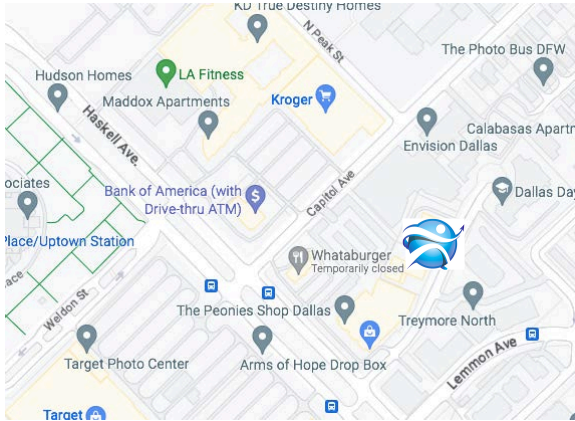 KD True Destiny Homes
N Peak St
The Photo Bus DFW
LA Fitness
Hudson Homes
Maddox Apartments
Kroger
Haskell Ave.
Calabasas Apartm
Envision Dallas
ociates
Bank of America (with
Drive-thru ATM)
$
Capitol Ave
Dallas Day
Place/Uptown Station
Whataburger
Temporarily closed
ace
Weldon St
The Peonies Shop Dallas
Treymore North
Target Photo Center
Arms of Hope Drop Box
Lemmon Ave
Target